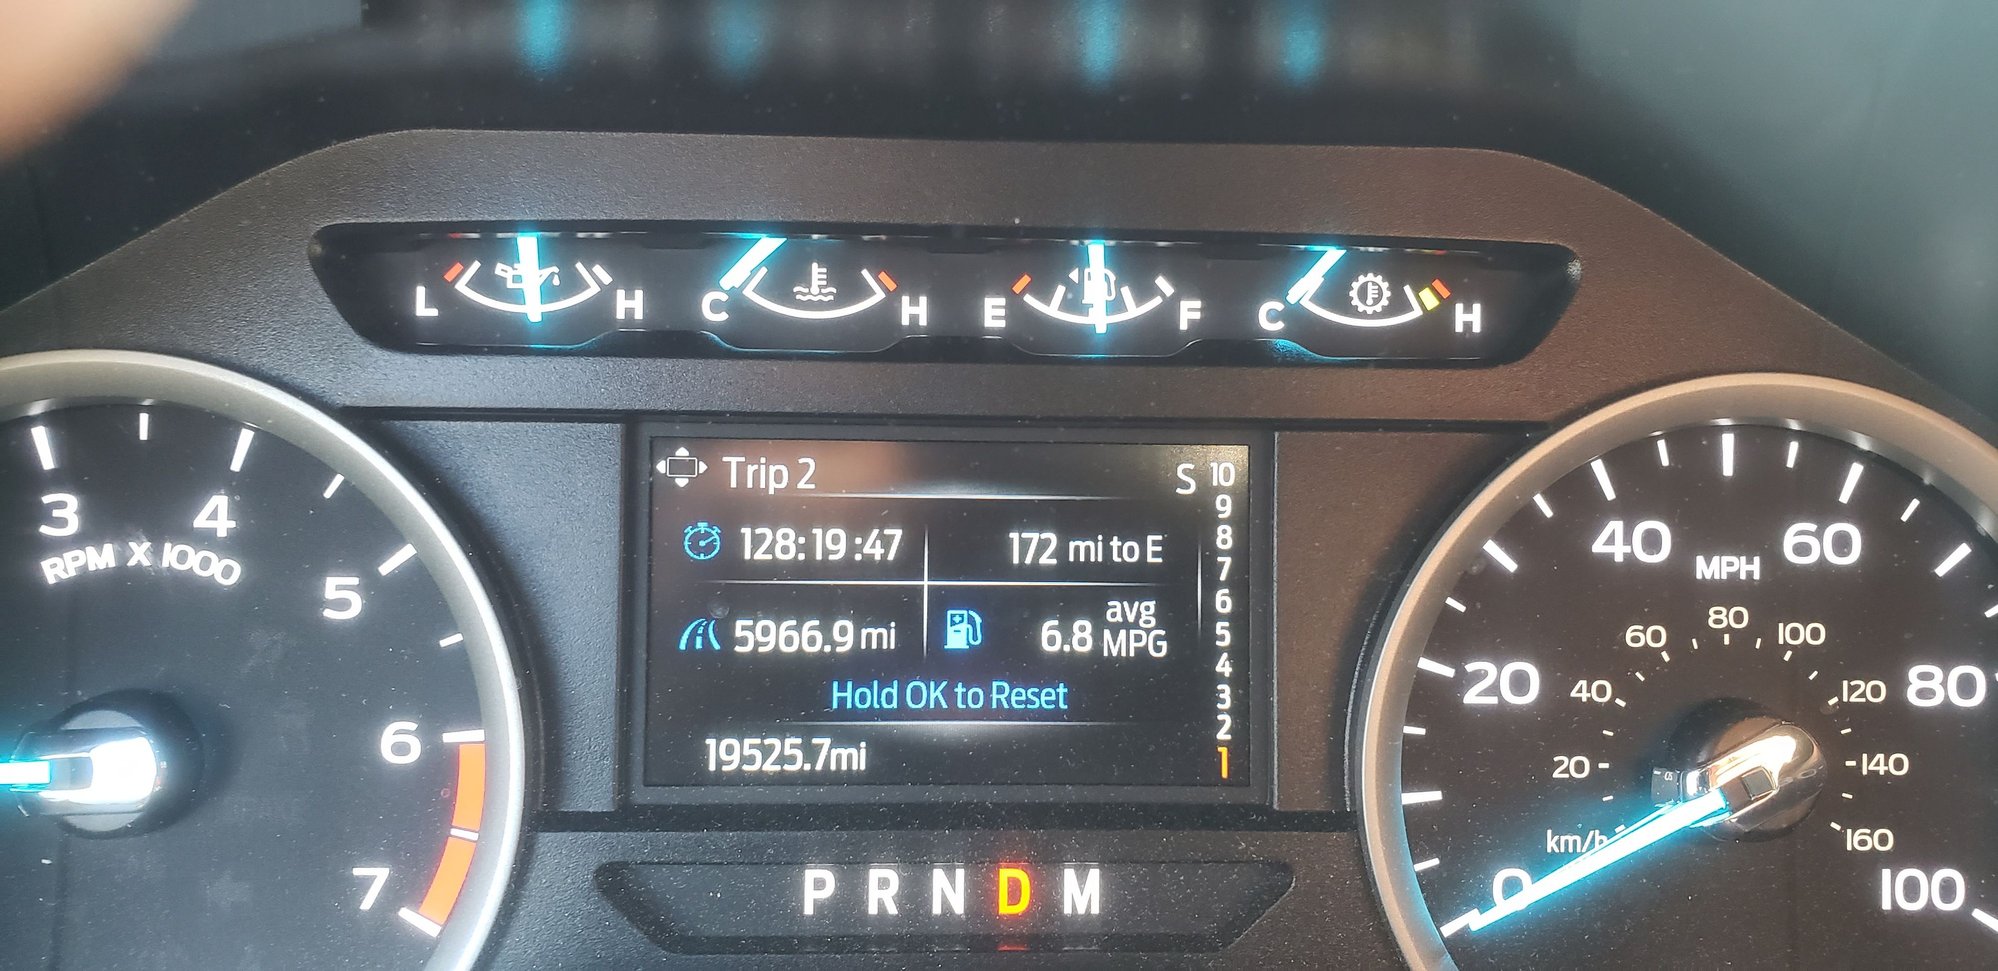 L H C H E F C H
3 4 5 6 7
RPM X 1000
Trip 2
S
128:19:47
172 mi to E
5966.9 mi
6.8 avg MPG
Hold OK to Reset
19525.7mi
10
9
8
7
6
5
4
3
2
1
P R N D M
0 20 40 60 80 100
MPH
20 40 60 80 100 120 140 160
km/h